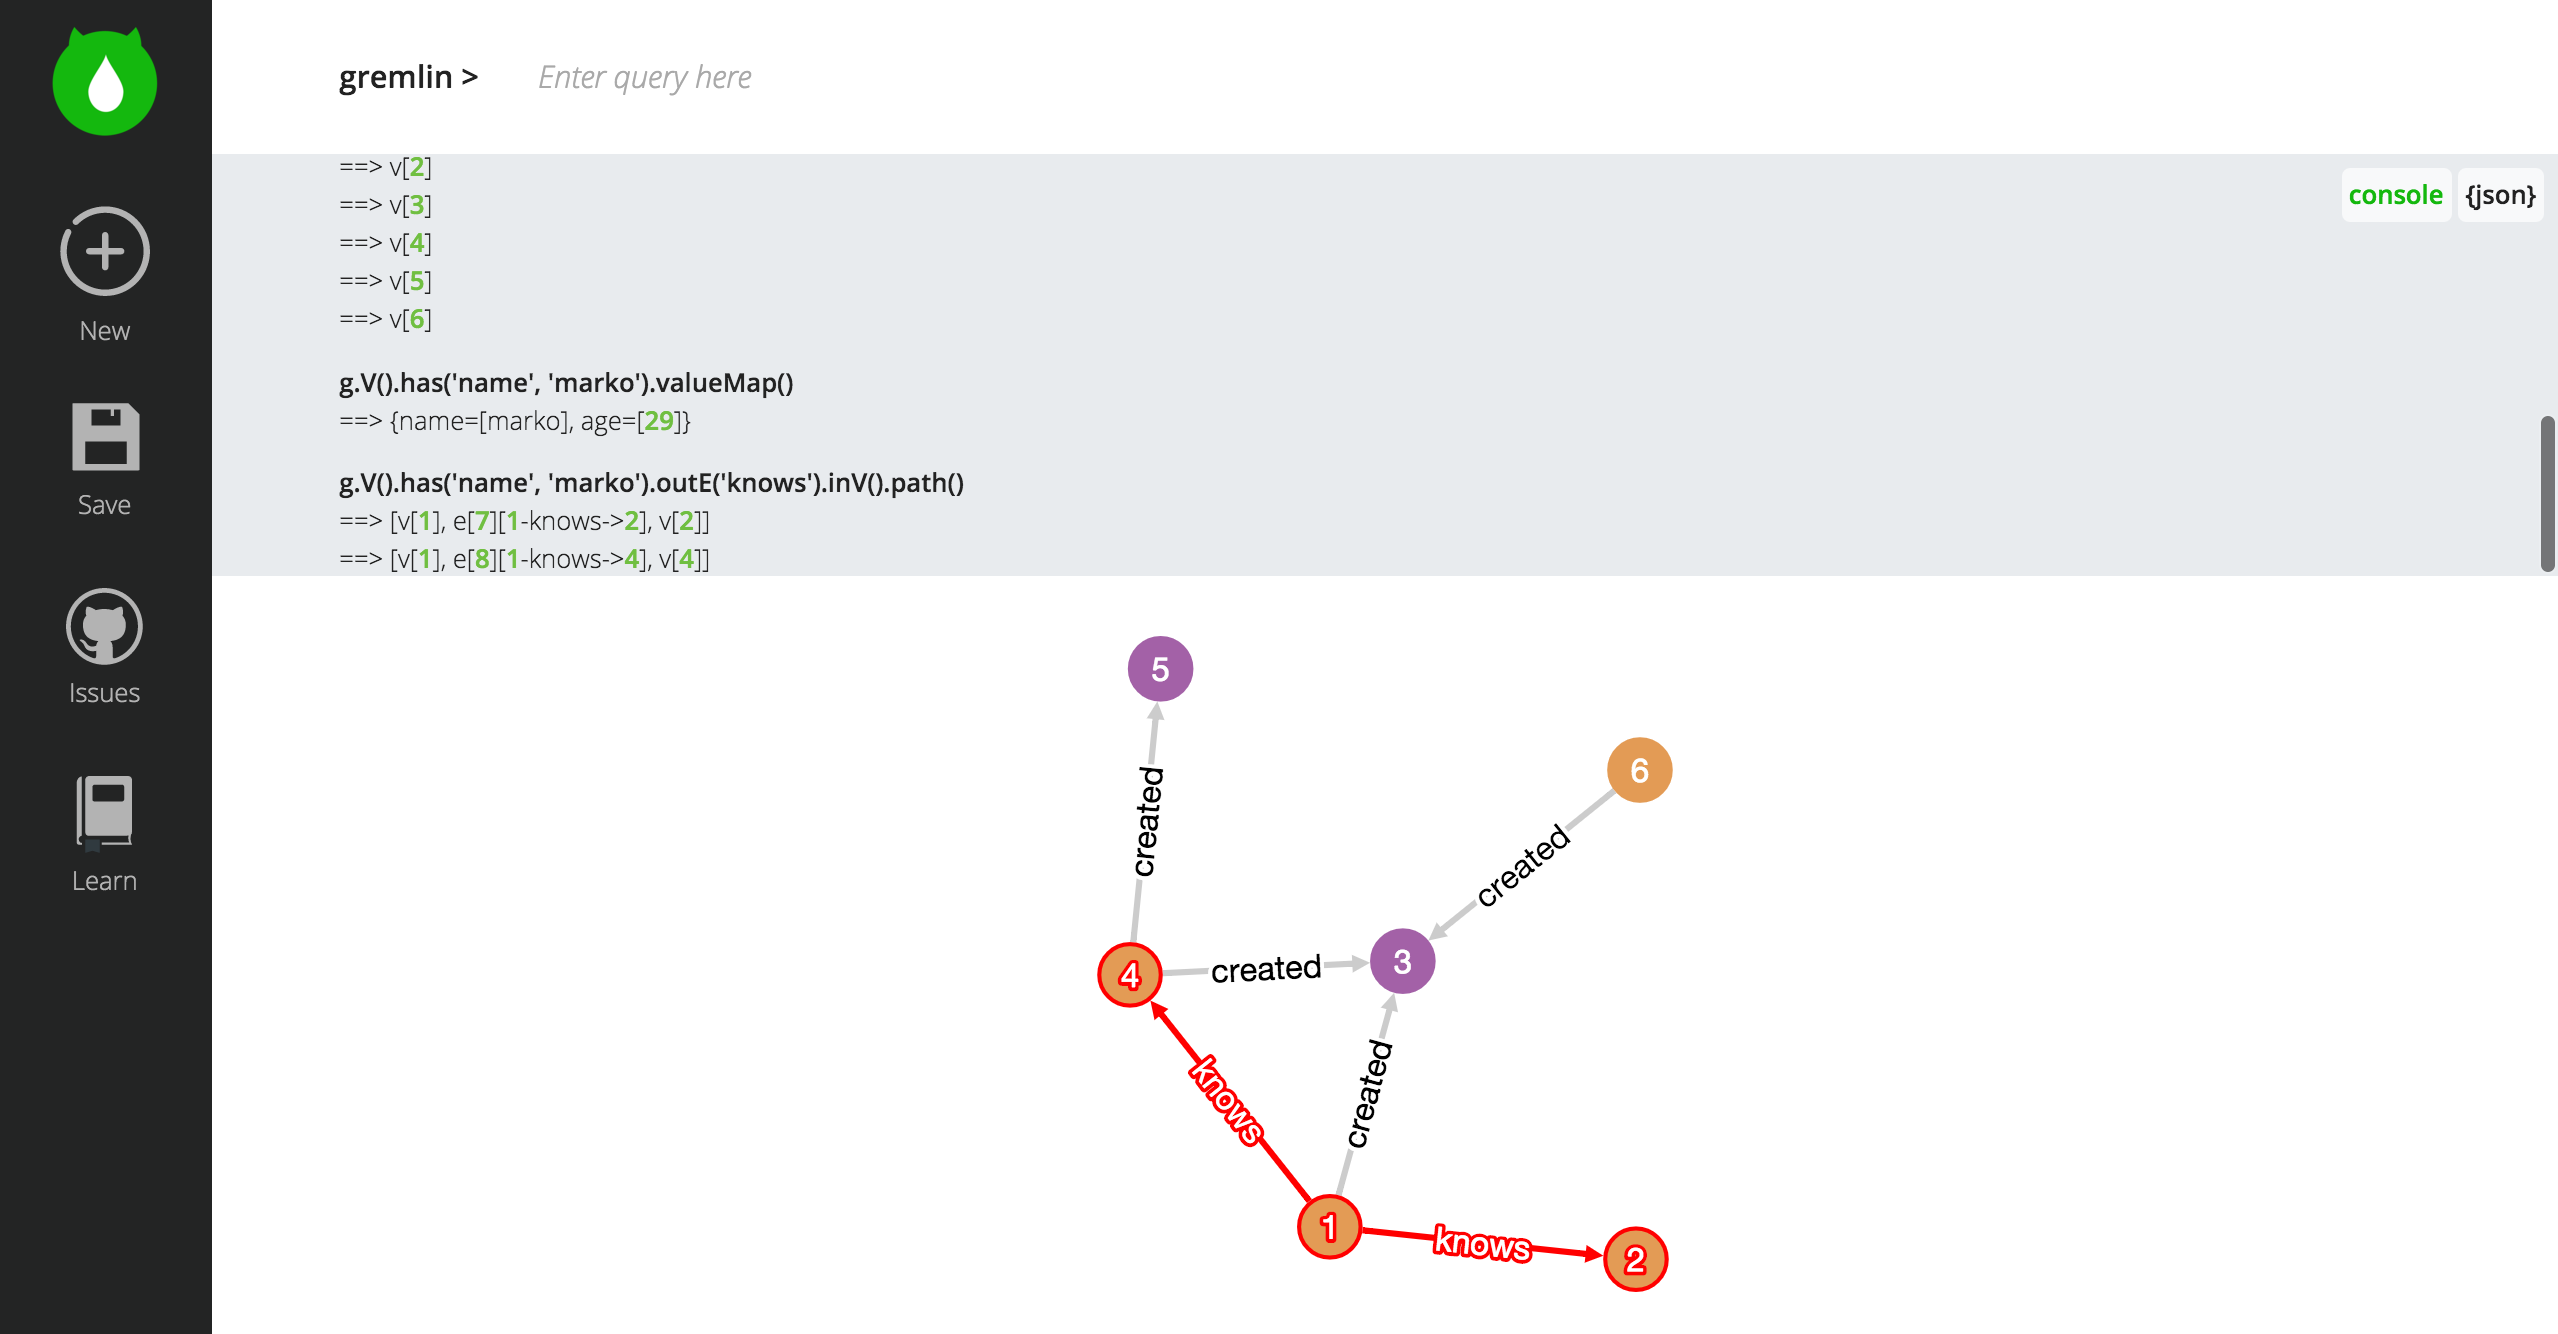 gremlin > Enter query here
==> v[2]
==> v[3]
==> v[4]
==> v[5]
==> v[6]
console {json}
g.V().has('name', 'marko').valueMap()
==> {name=[marko], age=[29]}
g.V().has('name', 'marko').outE('knows').inV().path()
==> [v[1], e[7][1-knows->2], v[2]]
==> [v[1], e[8][1-knows->4], v[4]]
New
Save
Issues
Learn
5
6
created
created
4
created
3
knows
created
1
knows
2